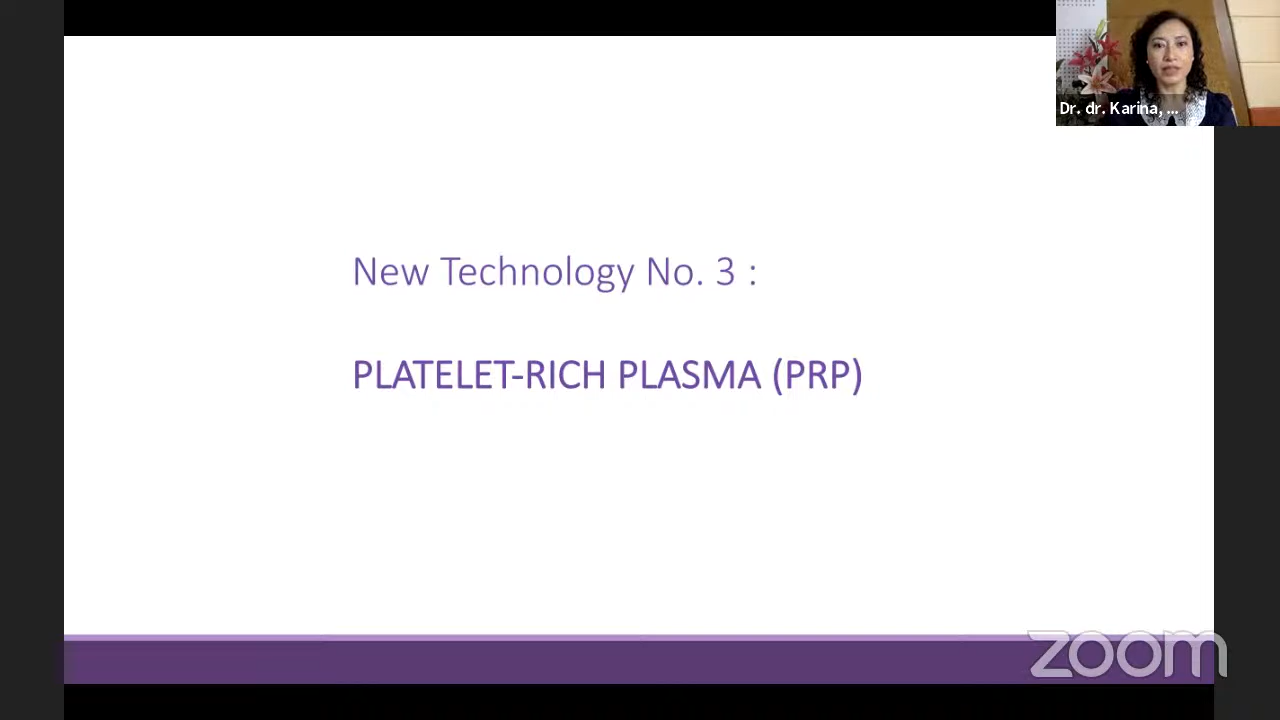 Dr. dr. Karina, ...
New Technology No. 3 :
PLATELET-RICH PLASMA (PRP)
zoom